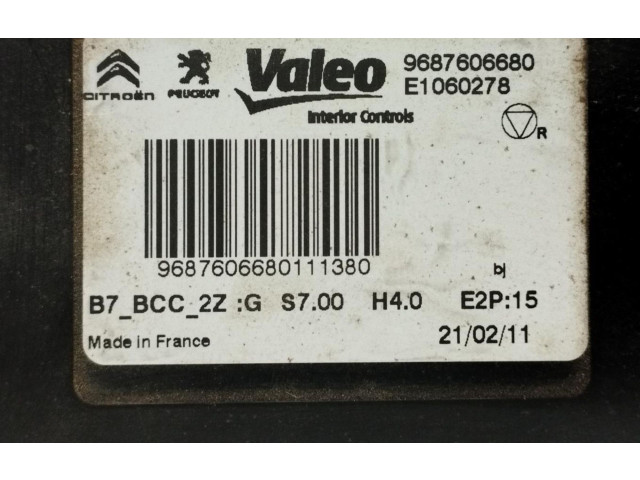 CITROËN PEUGEOT Valeo 9687606680
E1060278
Interior Controls
R
9687606680111380
bj
B7_BCC_2Z :G S7.00 H4.0 E2P:15
Made in France 21/02/11